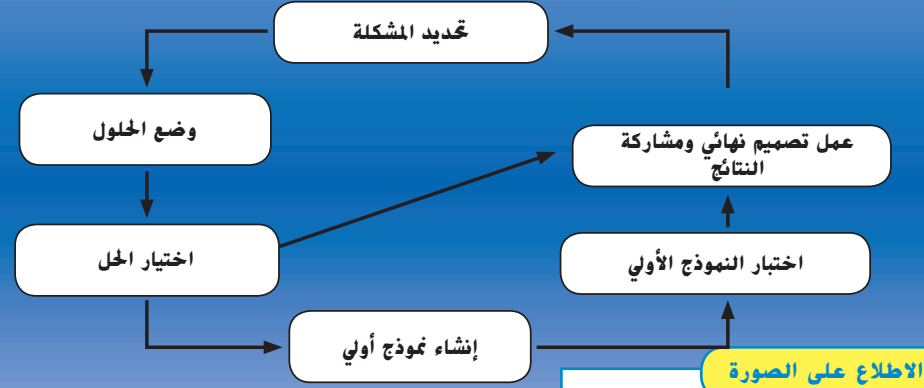 تحديد المشكلة
وضع الحلول
اختيار الحل
إنشاء نموذج أولي
اختبار النموذج الأولي
عمل تصميم نهائي ومشاركة
النتائج
الاطلاع على الصورة